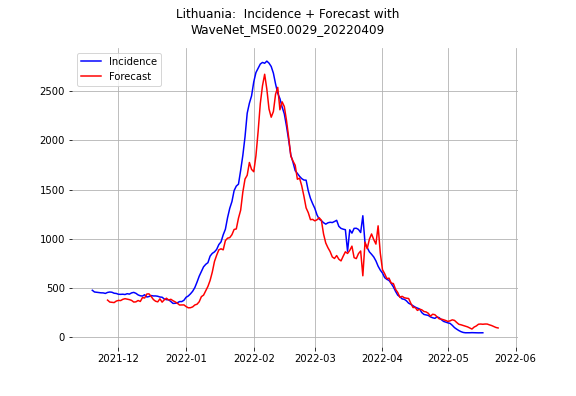 Lithuania:  Incidence + Forecast with
WaveNet_MSE0.0029_20220409
Incidence
Forecast
2500
2000
1500
1000
500
0
2021-12 2022-01 2022-02 2022-03 2022-04 2022-05 2022-06